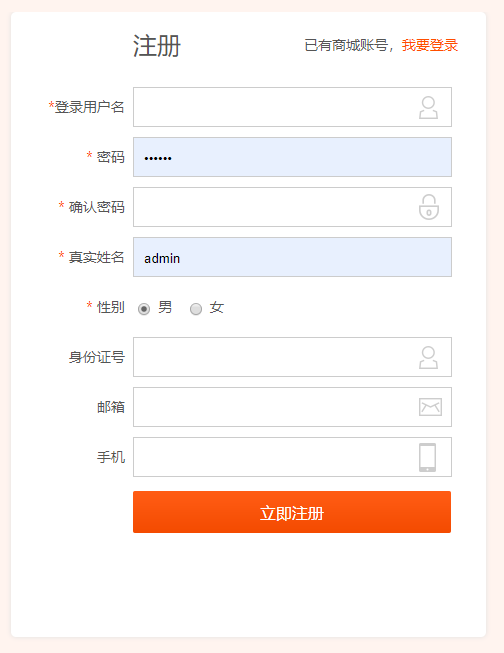 注册 已有商城账号，我要登录
*登录用户名
* 密码 ••••••
* 确认密码
* 真实姓名 admin
* 性别 男 女
身份证号
邮箱
手机
立即注册